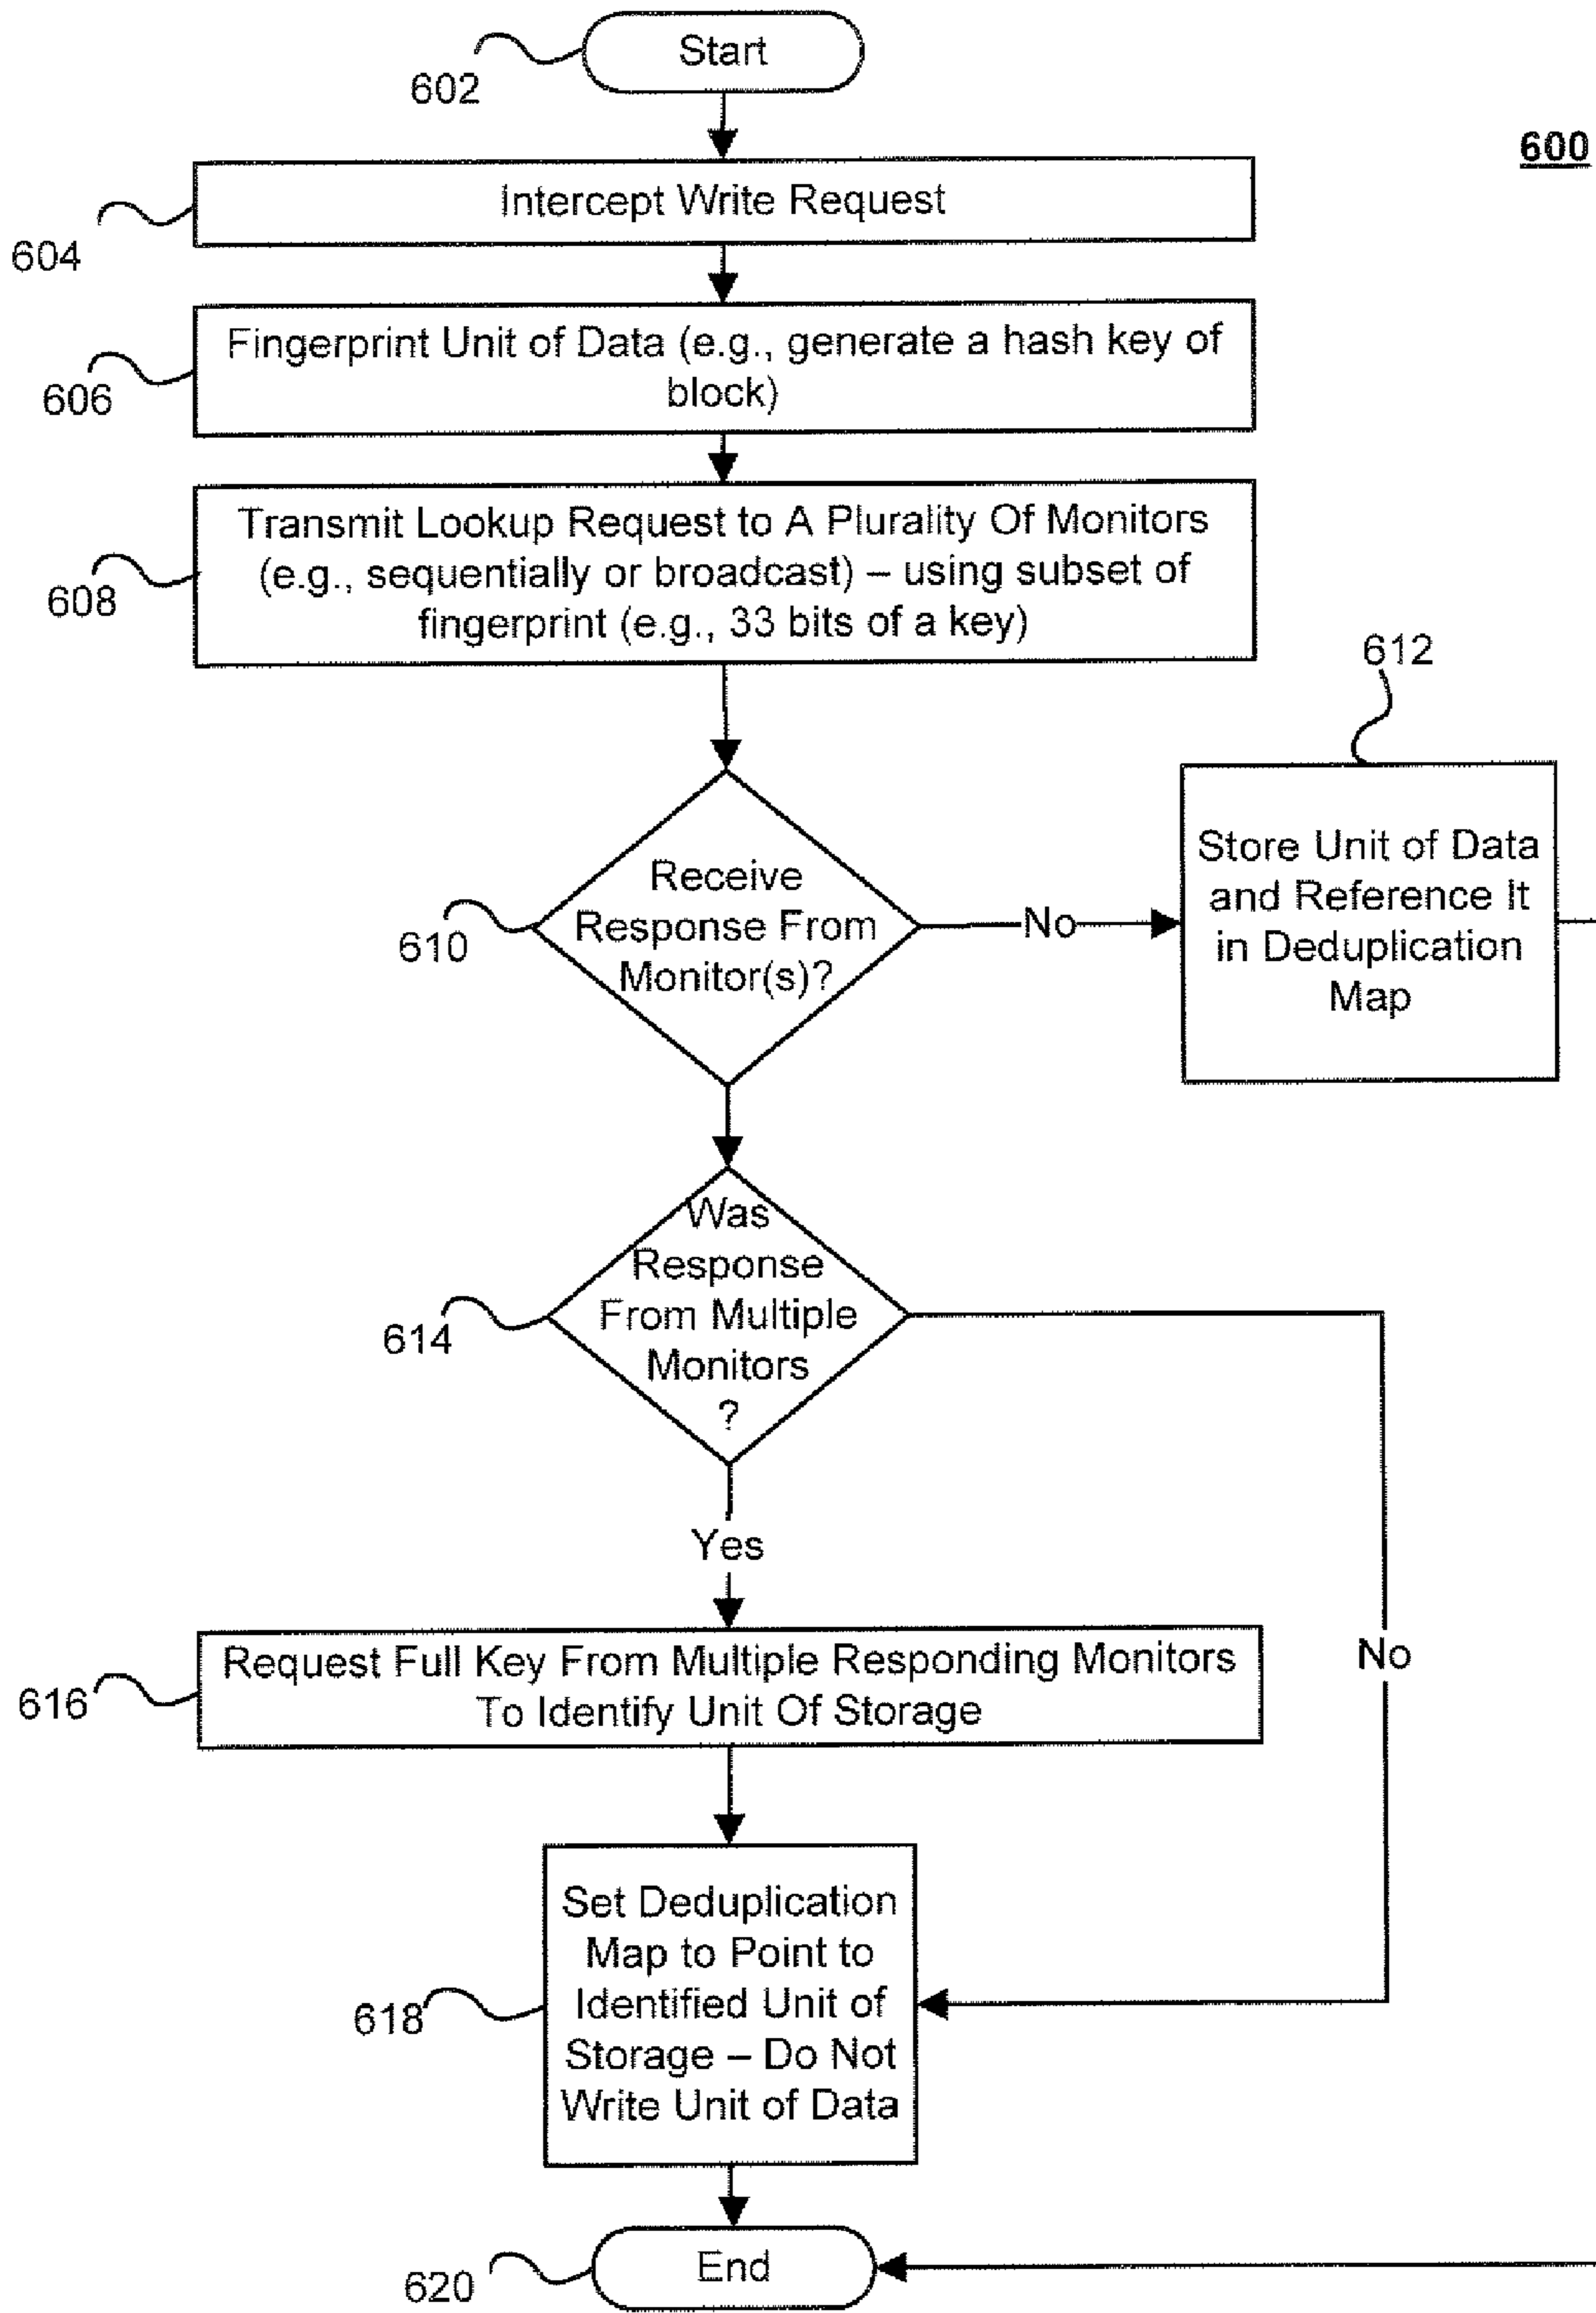 Start
602
600
Intercept Write Request
604
Fingerprint Unit of Data (e.g., generate a hash key of
block)
606
Transmit Lookup Request to A Plurality Of Monitors
(e.g., sequentially or broadcast) – using subset of
fingerprint (e.g., 33 bits of a key)
608
612
Receive
Response From
Monitor(s)?
610
No
Store Unit of Data
and Reference It
in Deduplication
Map
Was
Response
From Multiple
Monitors
?
614
Yes
No
Request Full Key From Multiple Responding Monitors
To Identify Unit Of Storage
616
Set Deduplication
Map to Point to
Identified Unit of
Storage – Do Not
Write Unit of Data
618
End
620